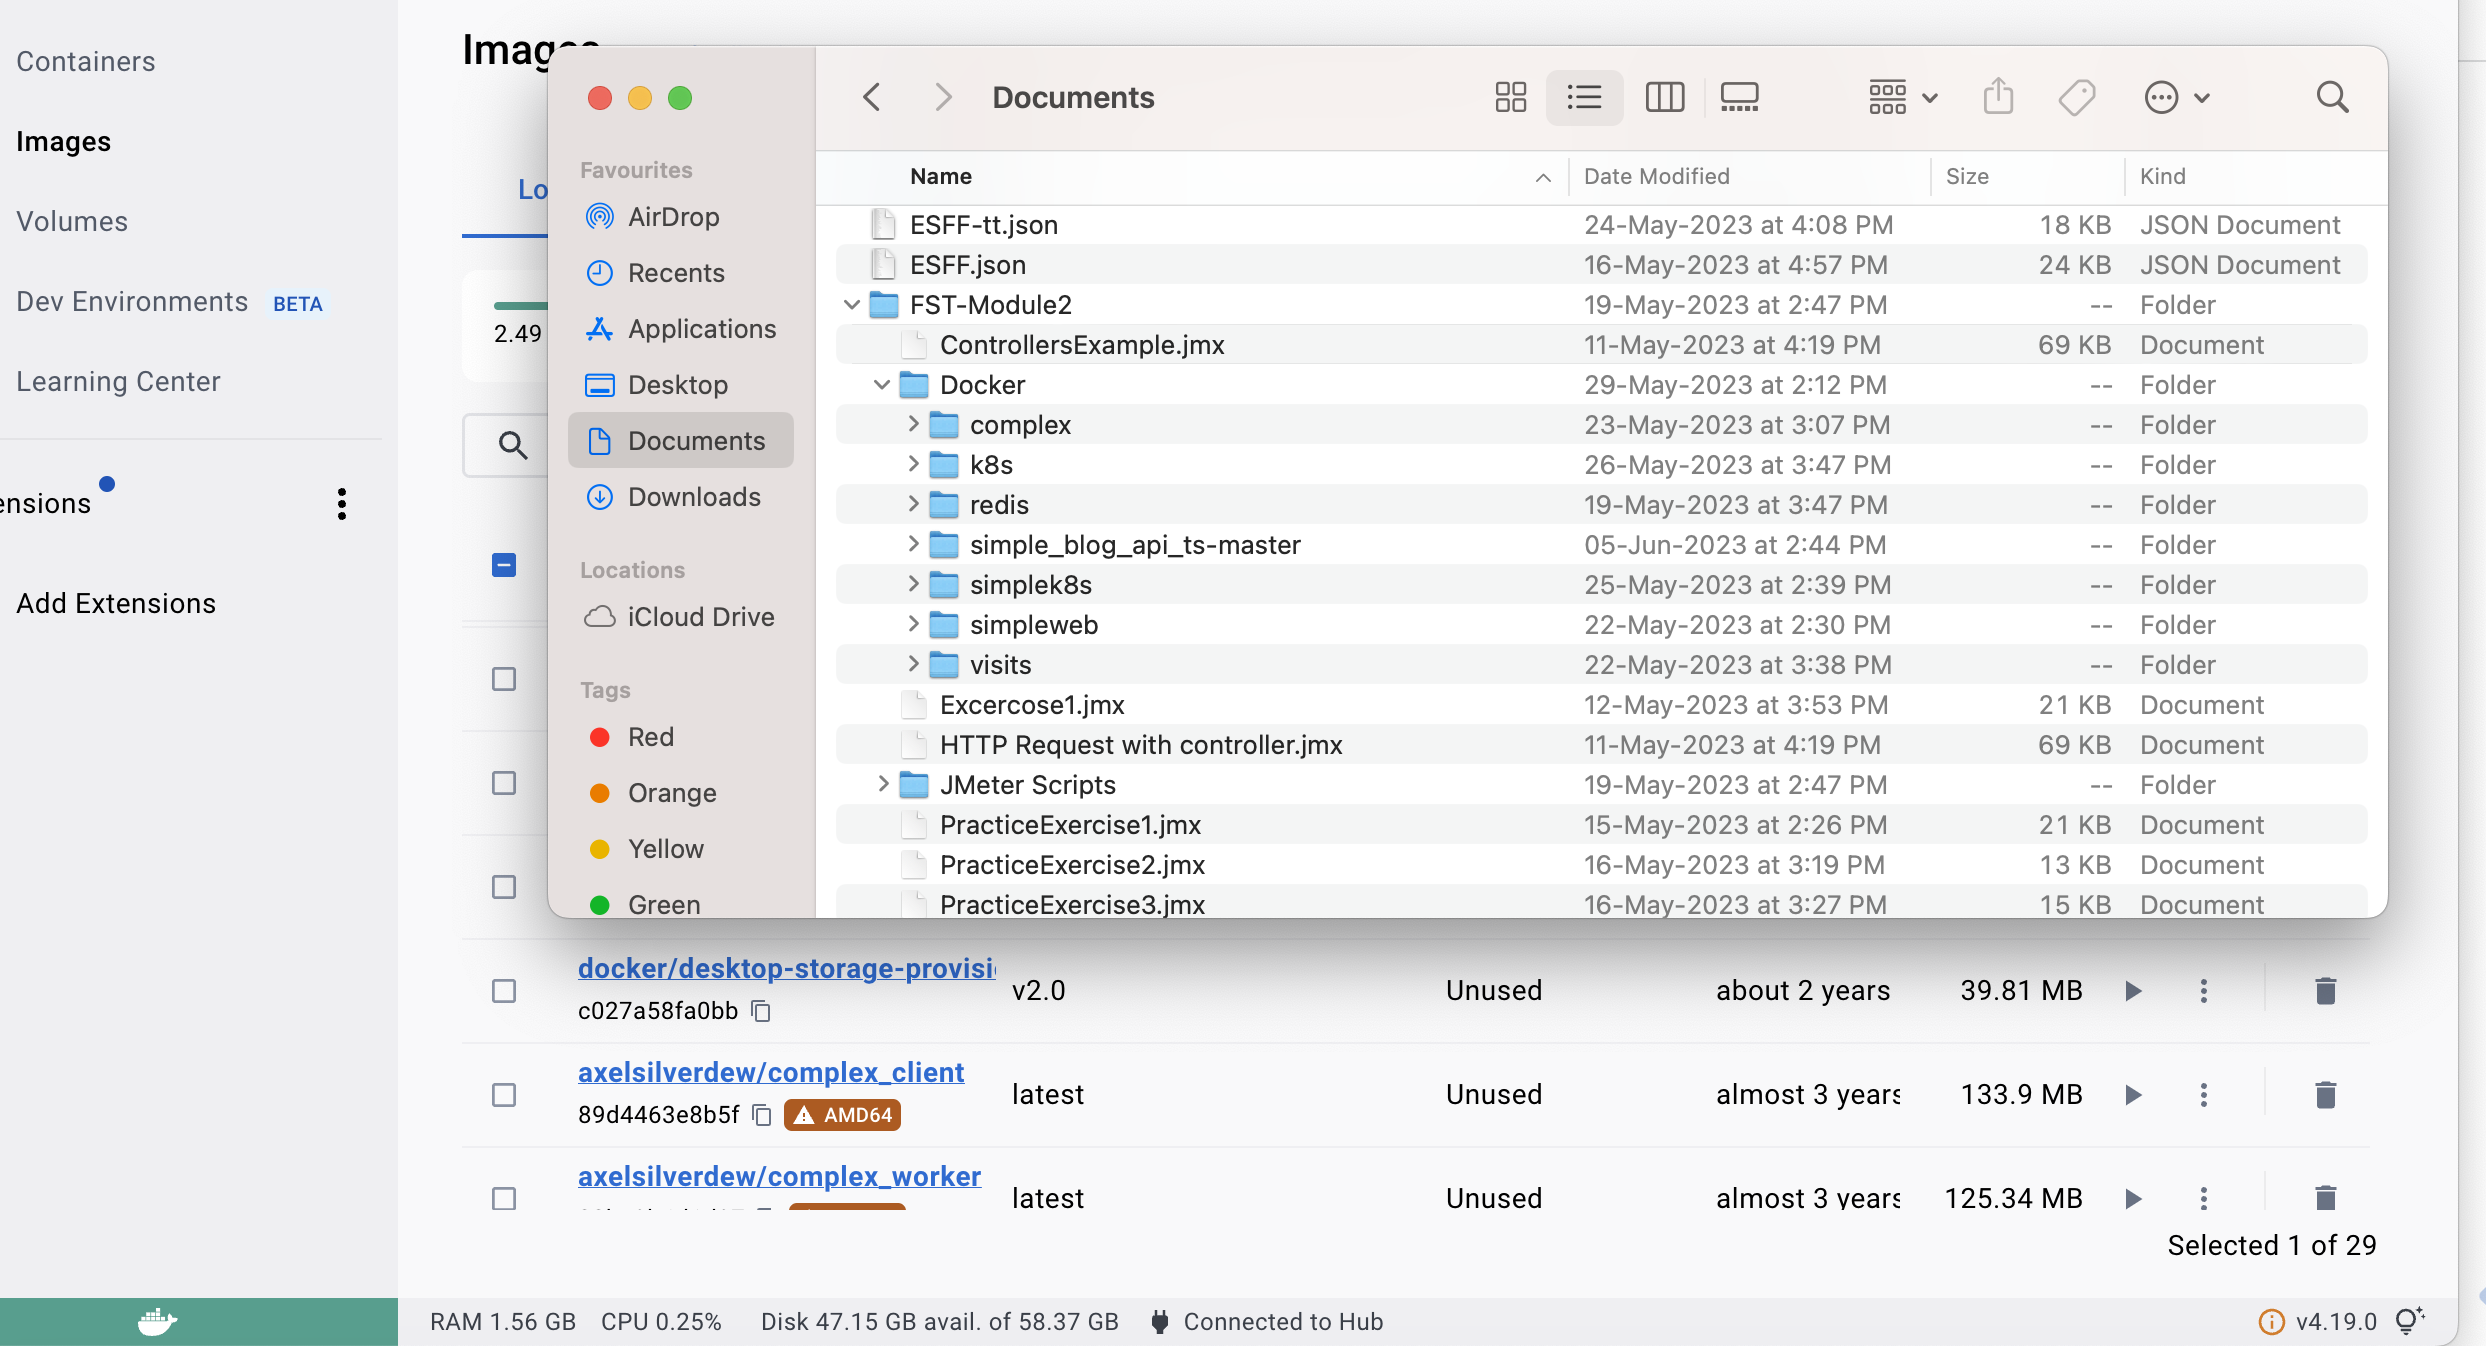 Containers
Images
Volumes
Dev Environments BETA
Learning Center
ensions
Add Extensions
Images
Lo
2.49
Favourites
AirDrop
Recents
Applications
Desktop
Documents
Downloads
Locations
iCloud Drive
Tags
Red
Orange
Yellow
Green
Documents
Name Date Modified Size Kind
ESFF-tt.json 24-May-2023 at 4:08 PM 18 KB JSON Document
ESFF.json 16-May-2023 at 4:57 PM 24 KB JSON Document
FST-Module2 19-May-2023 at 2:47 PM -- Folder
ControllersExample.jmx 11-May-2023 at 4:19 PM 69 KB Document
Docker 29-May-2023 at 2:12 PM -- Folder
complex 23-May-2023 at 3:07 PM -- Folder
k8s 26-May-2023 at 3:47 PM -- Folder
redis 19-May-2023 at 3:47 PM -- Folder
simple_blog_api_ts-master 05-Jun-2023 at 2:44 PM -- Folder
simplek8s 25-May-2023 at 2:39 PM -- Folder
simpleweb 22-May-2023 at 2:30 PM -- Folder
visits 22-May-2023 at 3:38 PM -- Folder
Excercose1.jmx 12-May-2023 at 3:53 PM 21 KB Document
HTTP Request with controller.jmx 11-May-2023 at 4:19 PM 69 KB Document
JMeter Scripts 19-May-2023 at 2:47 PM -- Folder
PracticeExercise1.jmx 15-May-2023 at 2:26 PM 21 KB Document
PracticeExercise2.jmx 16-May-2023 at 3:19 PM 13 KB Document
PracticeExercise3.jmx 16-May-2023 at 3:27 PM 15 KB Document
docker/desktop-storage-provisi
c027a58fa0bb v2.0 Unused about 2 years 39.81 MB
axelsilverdew/complex_client
89d4463e8b5f AMD64 latest Unused almost 3 years 133.9 MB
axelsilverdew/complex_worker
latest Unused almost 3 years 125.34 MB
Selected 1 of 29
RAM 1.56 GB CPU 0.25% Disk 47.15 GB avail. of 58.37 GB Connected to Hub v4.19.0